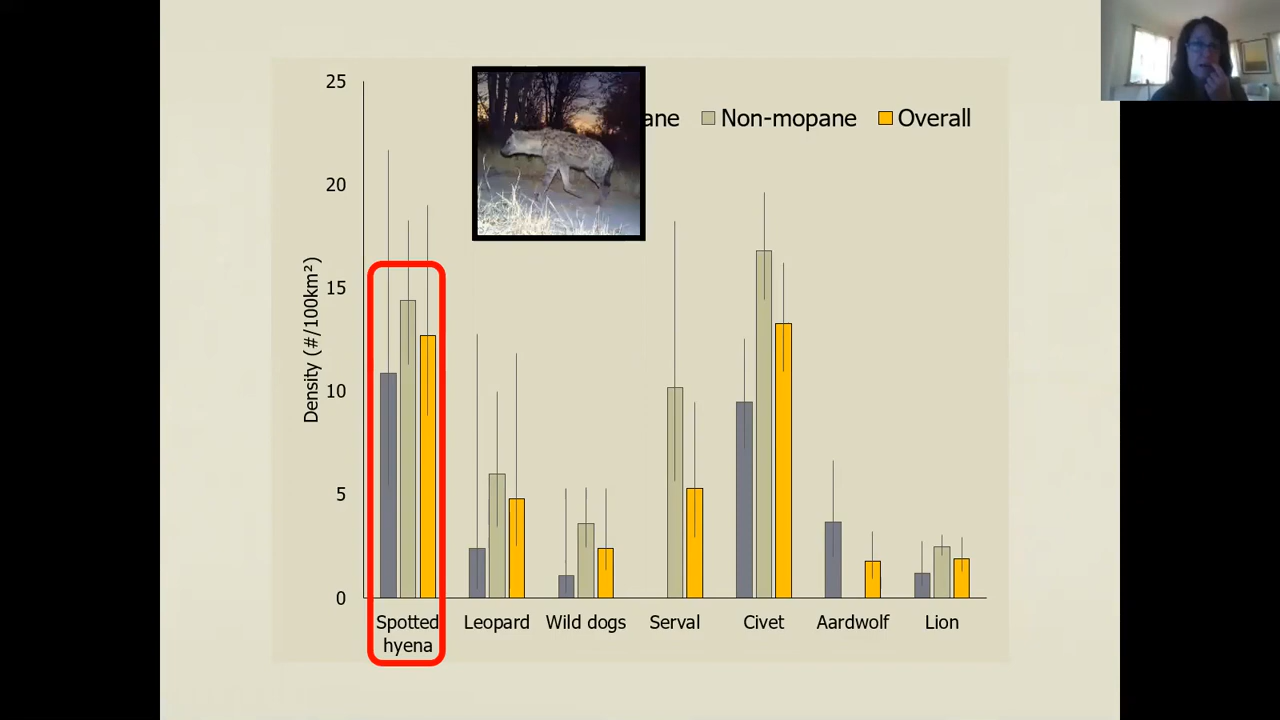 25
ane Non-mopane Overall
20
15
Density (#/100km²)
10
5
0
Spotted hyena
Leopard
Wild dogs
Serval
Civet
Aardwolf
Lion